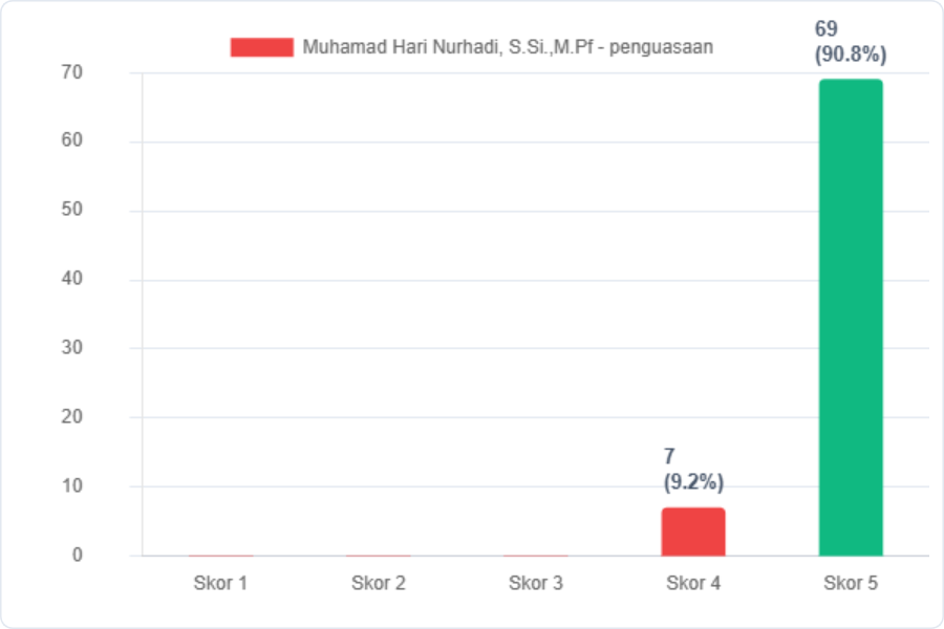 Muhamad Hari Nurhadi, S.Si.,M.Pf - penguasaan
69
(90.8%)
70
60
50
40
30
20
10
0
7
(9.2%)
Skor 1
Skor 2
Skor 3
Skor 4
Skor 5